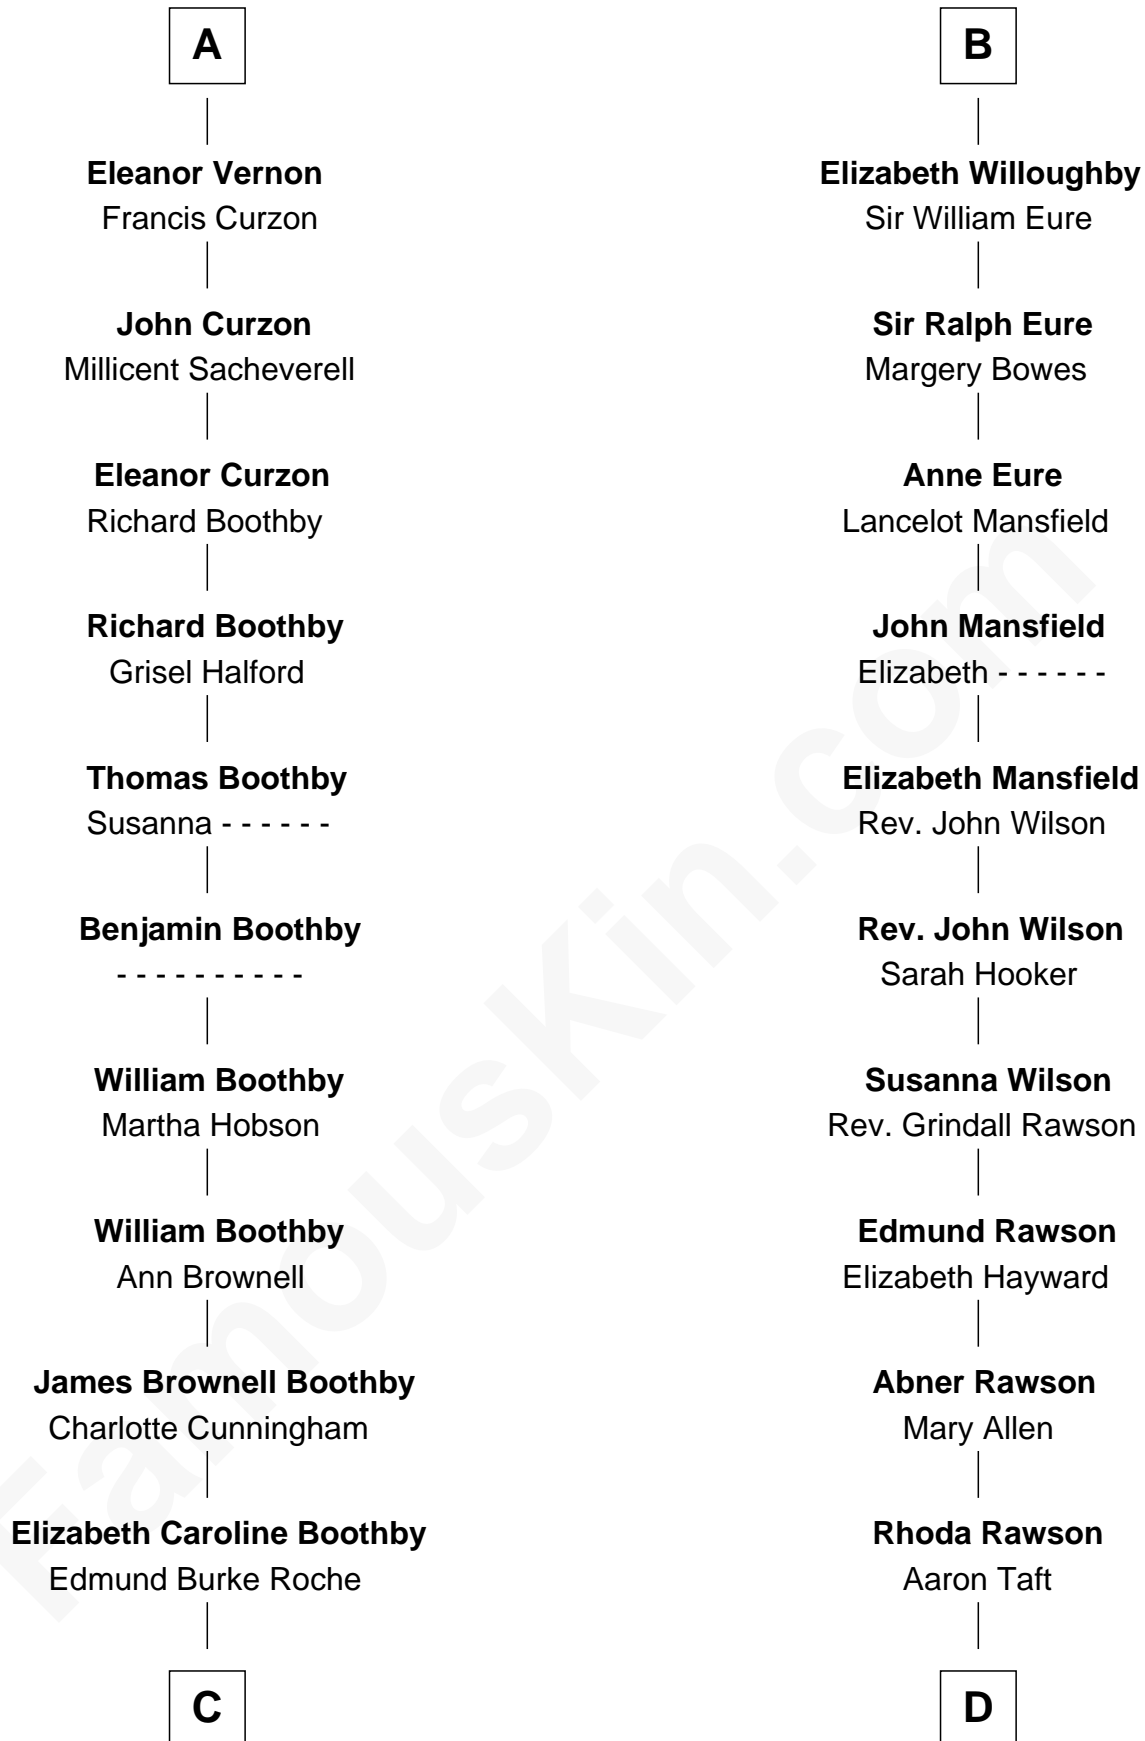 A
Eleanor Vernon
Francis Curzon
John Curzon
Millicent Sacheverell
Eleanor Curzon
Richard Boothby
Richard Boothby
Grisel Halford
Thomas Boothby
Susanna - - - - - -
Benjamin Boothby
- - - - - - - - - -
William Boothby
Martha Hobson
William Boothby
Ann Brownell
James Brownell Boothby
Charlotte Cunningham
Elizabeth Caroline Boothby
Edmund Burke Roche
C
B
Elizabeth Willoughby
Sir William Eure
Sir Ralph Eure
Margery Bowes
Anne Eure
Lancelot Mansfield
John Mansfield
Elizabeth - - - - - -
Elizabeth Mansfield
Rev. John Wilson
Rev. John Wilson
Sarah Hooker
Susanna Wilson
Rev. Grindall Rawson
Edmund Rawson
Elizabeth Hayward
Abner Rawson
Mary Allen
Rhoda Rawson
Aaron Taft
D
FamousKin.com